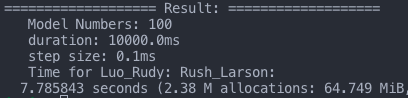 =================== Result: ===================
Model Numbers: 100
duration: 10000.0ms
step size: 0.1ms
Time for Luo_Rudy: Rush_Larson:
7.785843 seconds (2.38 M allocations: 64.749 MiB,